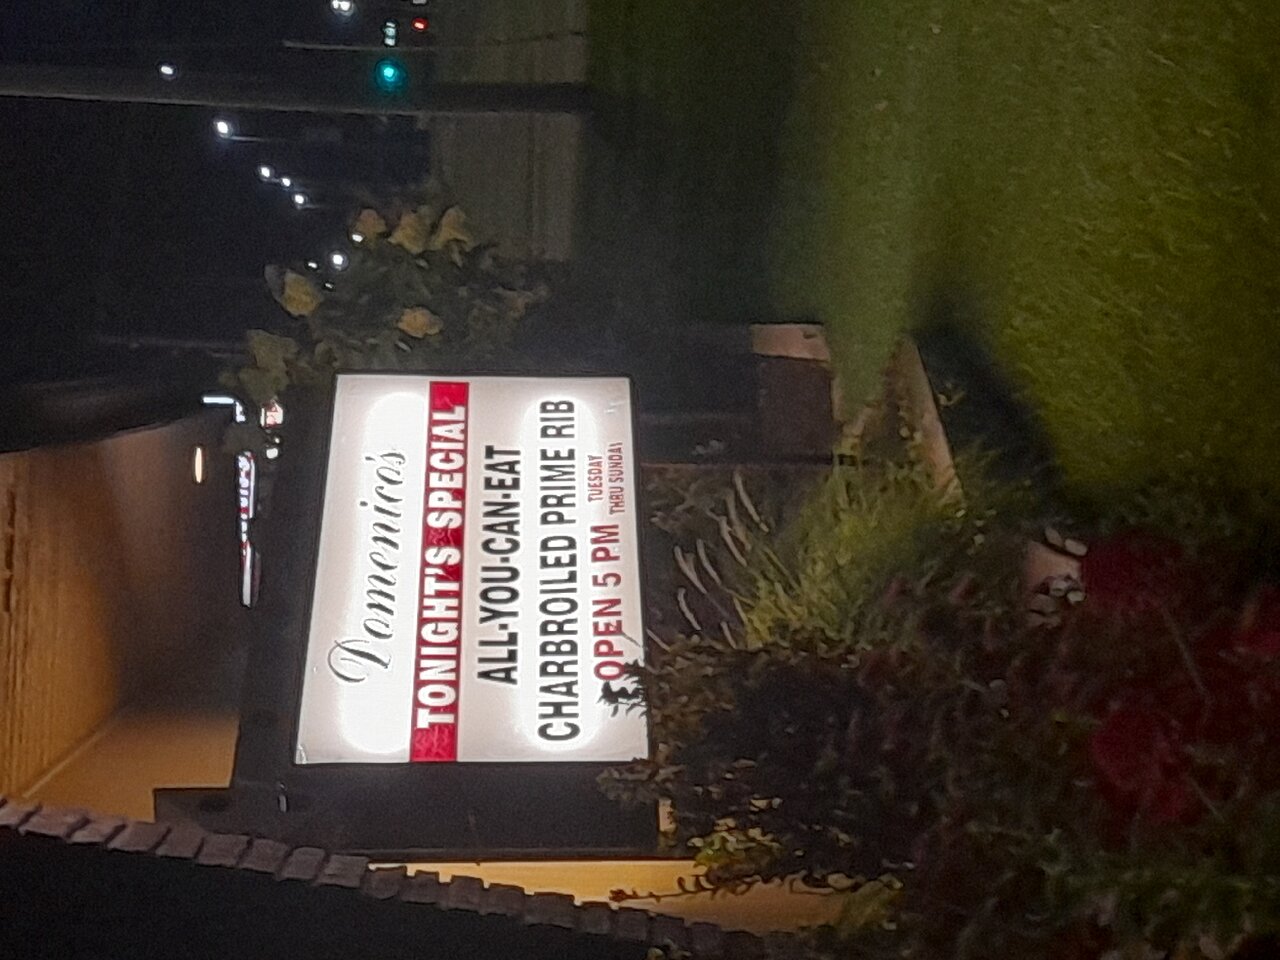 Domenico's
TONIGHT'S SPECIAL
ALL-YOU-CAN-EAT
CHARBROILED PRIME RIB
OPEN 5 PM TUESDAY
THRU SUNDAY